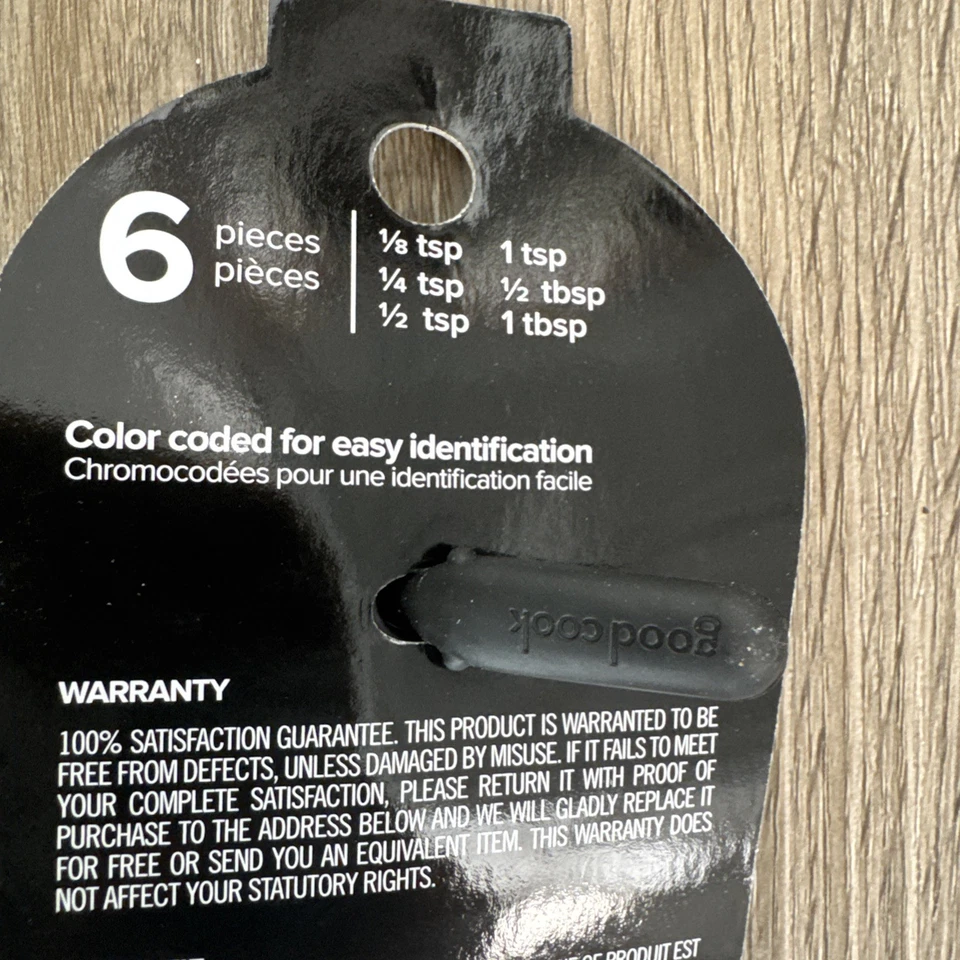 6 pieces
pièces
⅛ tsp 1 tsp
¼ tsp ½ tbsp
½ tsp 1 tbsp
Color coded for easy identification
Chromocodées pour une identification facile
goodcook
WARRANTY
100% SATISFACTION GUARANTEE. THIS PRODUCT IS WARRANTED TO BE
FREE FROM DEFECTS, UNLESS DAMAGED BY MISUSE. IF IT FAILS TO MEET
YOUR COMPLETE SATISFACTION, PLEASE RETURN IT WITH PROOF OF
PURCHASE TO THE ADDRESS BELOW AND WE WILL GLADLY REPLACE IT
FOR FREE OR SEND YOU AN EQUIVALENT ITEM. THIS WARRANTY DOES
NOT AFFECT YOUR STATUTORY RIGHTS.
PRODUIT EST